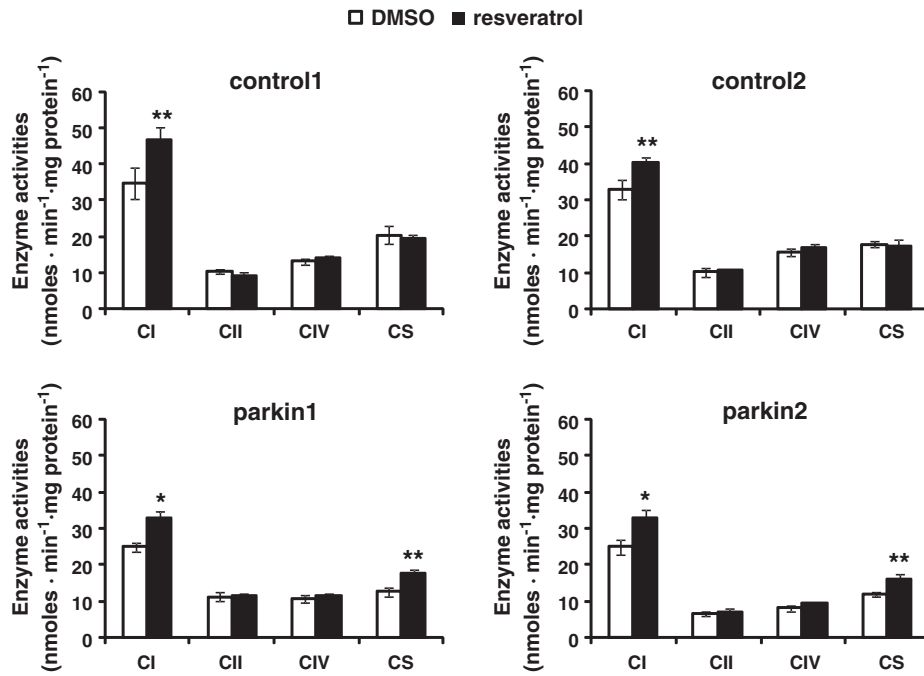 DMSO resveratrol
control1
Enzyme activities
(nmoles · min⁻¹·mg protein⁻¹)
60
50
40
30
20
10
0
**
CI CII CIV CS
control2
Enzyme activities
(nmoles · min⁻¹·mg protein⁻¹)
60
50
40
30
20
10
0
**
CI CII CIV CS
parkin1
Enzyme activities
(nmoles · min⁻¹·mg protein⁻¹)
60
50
40
30
20
10
0
*
**
CI CII CIV CS
parkin2
Enzyme activities
(nmoles · min⁻¹·mg protein⁻¹)
60
50
40
30
20
10
0
*
**
CI CII CIV CS